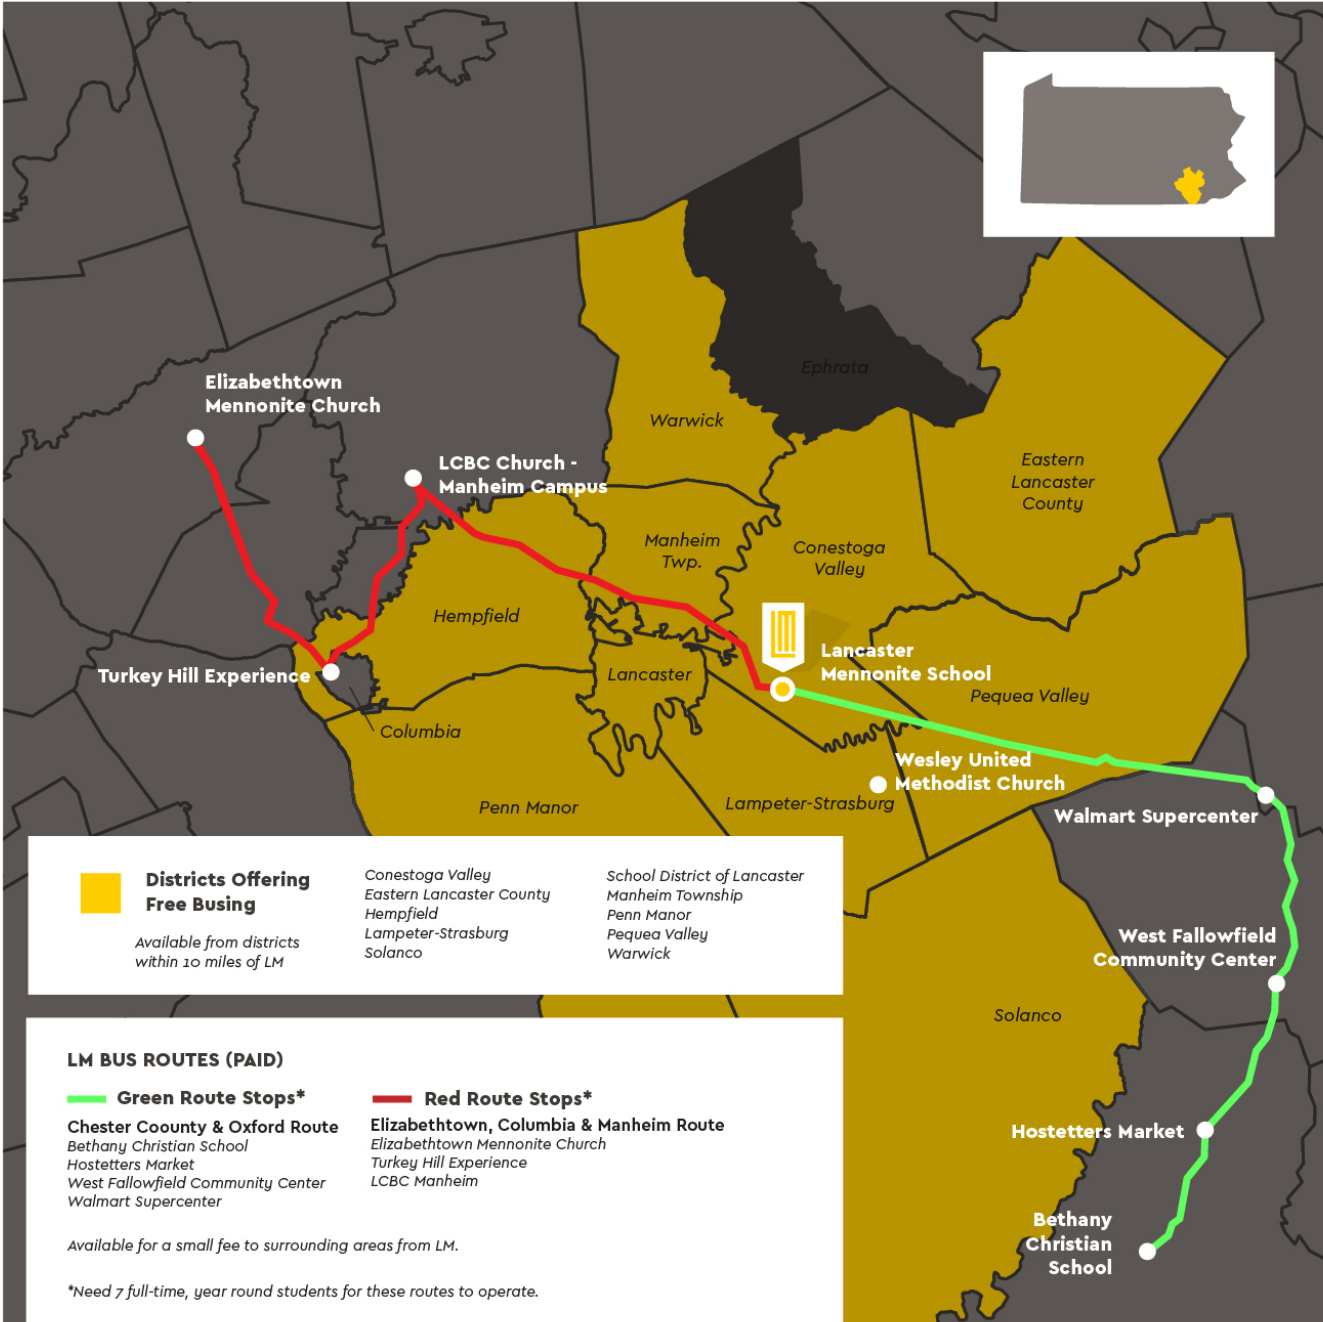 Elizabethtown
Mennonite Church
LCBC Church -
Manheim Campus
Ephrata
Warwick
Eastern
Lancaster
County
Manheim
Twp.
Conestoga
Valley
Hempfield
Lancaster
Mennonite School
Turkey Hill Experience
Lancaster
Pequea Valley
Columbia
Wesley United
Methodist Church
Penn Manor
Lampeter-Strasburg
Walmart Supercenter
West Fallowfield
Community Center
Solanco
Hostetters Market
Bethany
Christian
School
Districts Offering
Free Busing
Available from districts
within 10 miles of LM
Conestoga Valley
Eastern Lancaster County
Hempfield
Lampeter-Strasburg
Solanco
School District of Lancaster
Manheim Township
Penn Manor
Pequea Valley
Warwick
LM BUS ROUTES (PAID)
Green Route Stops*
Chester Coounty & Oxford Route
Bethany Christian School
Hostetters Market
West Fallowfield Community Center
Walmart Supercenter
Red Route Stops*
Elizabethtown, Columbia & Manheim Route
Elizabethtown Mennonite Church
Turkey Hill Experience
LCBC Manheim
Available for a small fee to surrounding areas from LM.
*Need 7 full-time, year round students for these routes to operate.